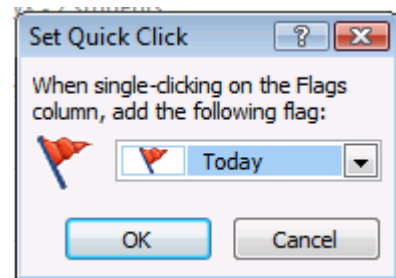 Set Quick Click
When single-clicking on the Flags
column, add the following flag:
Today
OK
Cancel